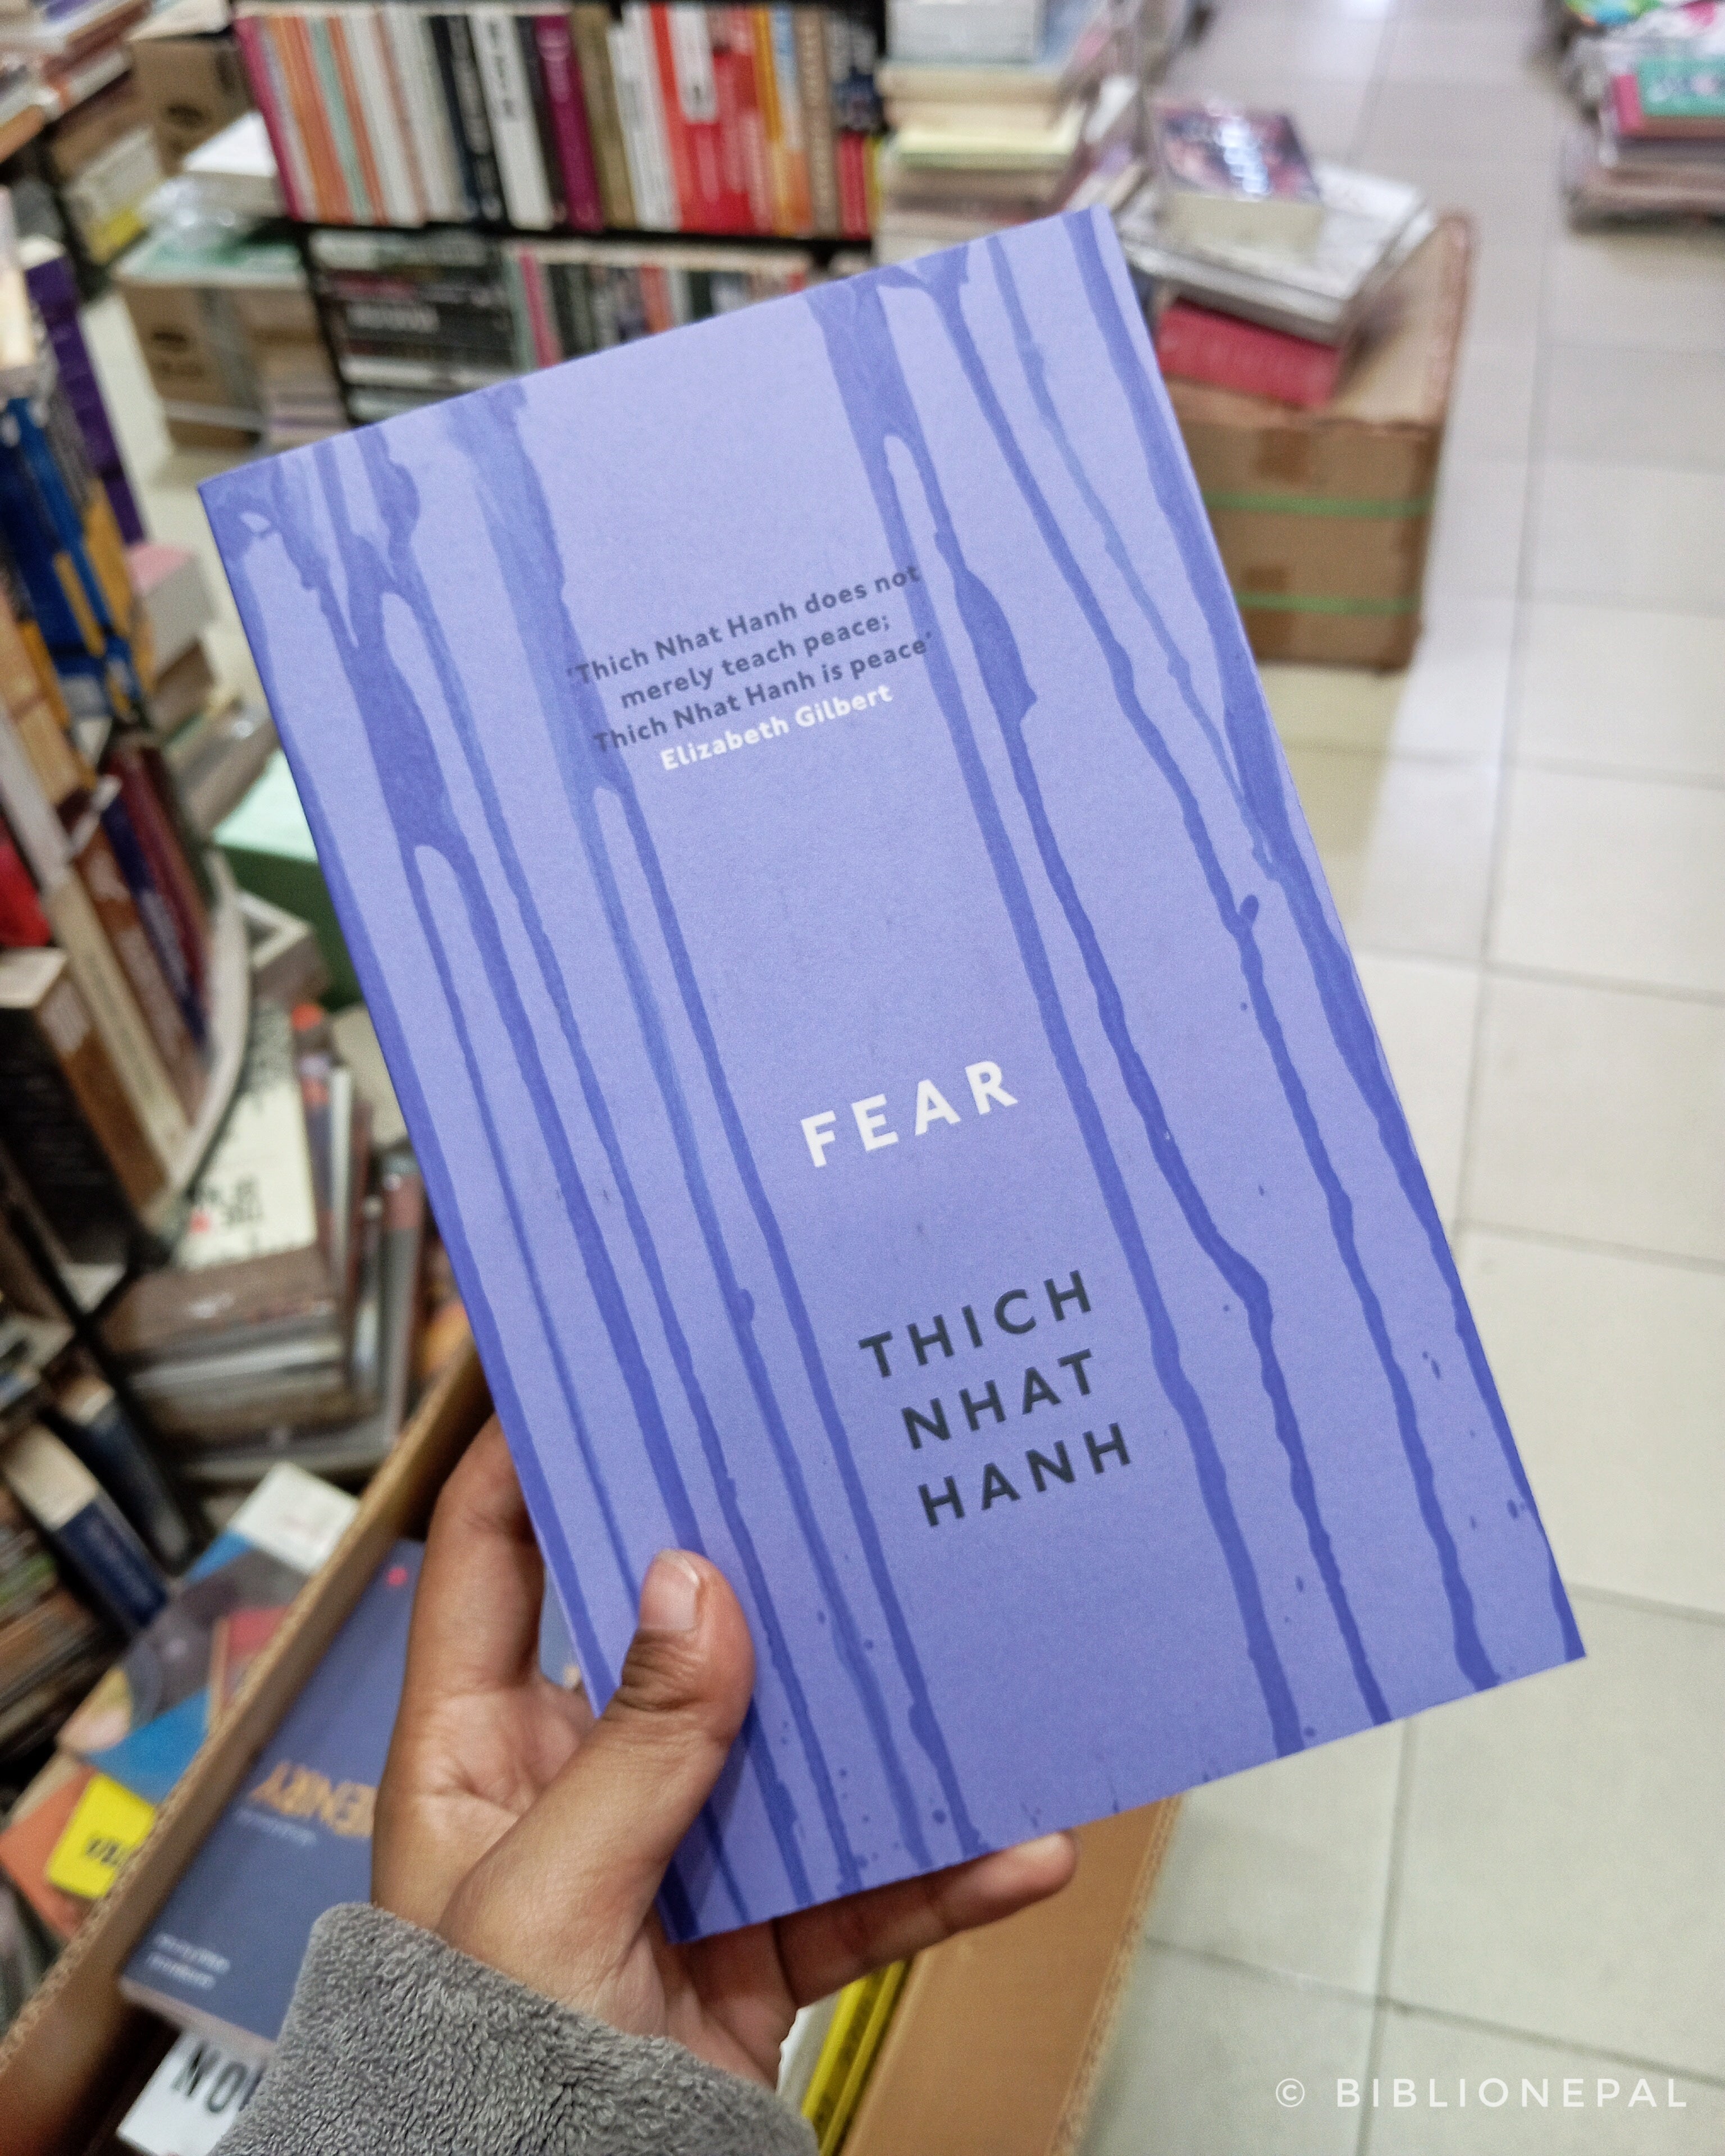 'Thich Nhat Hanh does not
merely teach peace;
Thich Nhat Hanh is peace'
Elizabeth Gilbert
FEAR
THICH
NHAT
HANH
© BIBLIONEPAL